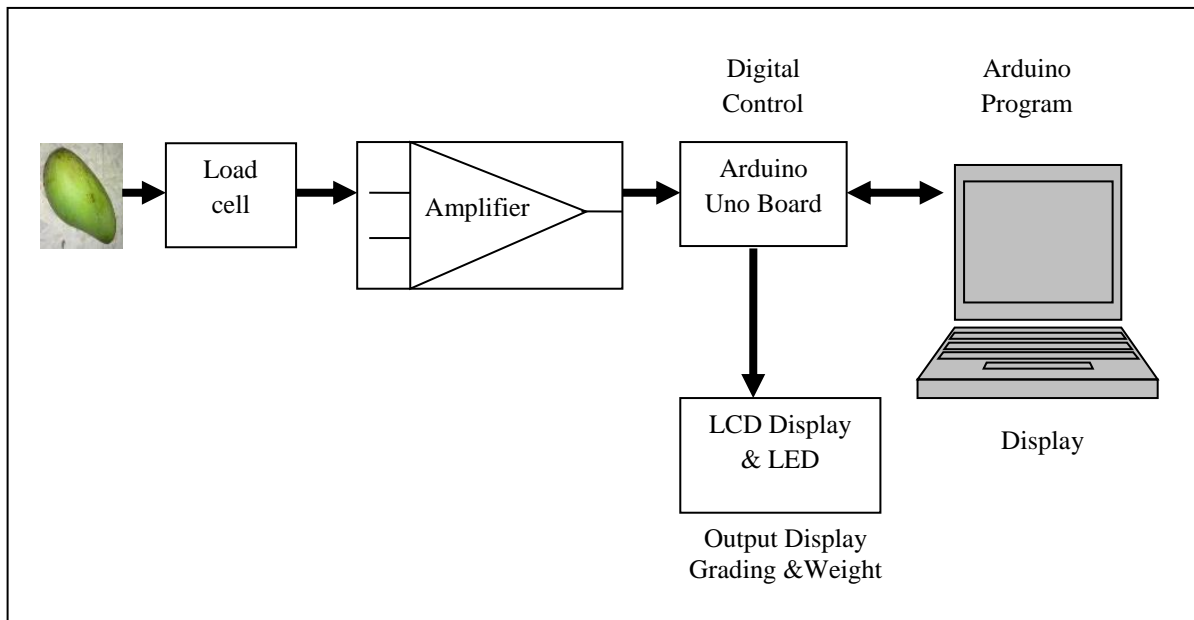 Digital
Control
Arduino
Program
Load
cell
Amplifier
Arduino
Uno Board
LCD Display
& LED
Display
Output Display
Grading &Weight